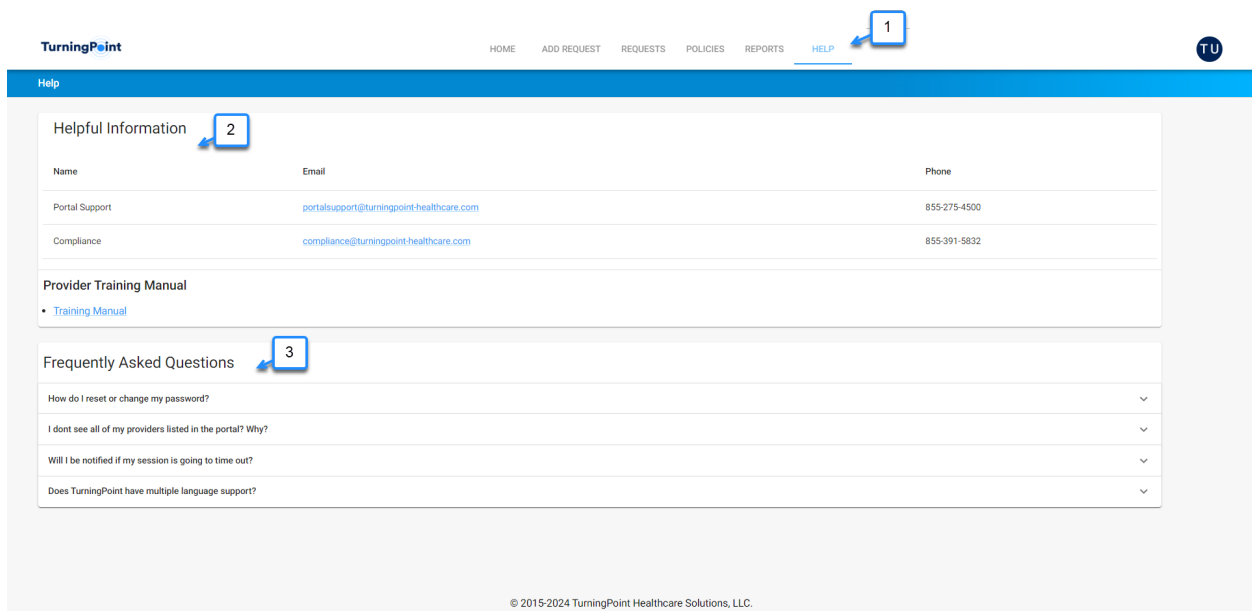 1
TurningPoint
HOME ADD REQUEST REQUESTS POLICIES REPORTS HELP
TU
Help
Helpful Information
2
Name Email Phone
Portal Support portalsupport@turningpoint-healthcare.com 855-275-4500
Compliance compliance@turningpoint-healthcare.com 855-391-5832
Provider Training Manual
• Training Manual
3
Frequently Asked Questions
How do I reset or change my password?
I dont see all of my providers listed in the portal? Why?
Will I be notified if my session is going to time out?
Does TurningPoint have multiple language support?
© 2015-2024 TurningPoint Healthcare Solutions, LLC.